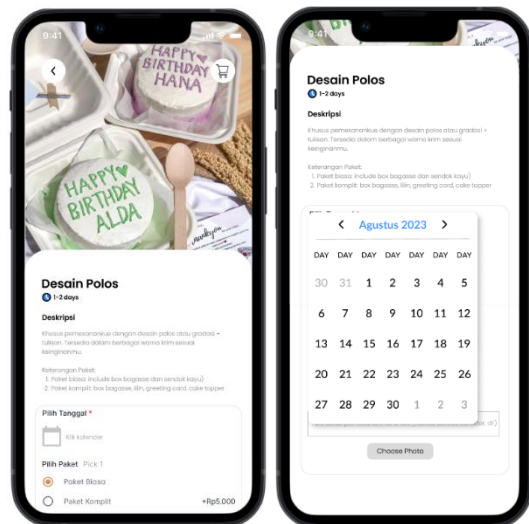 9:41
HAPPY
BIRTHDAY
HANA
HAPPY
BIRTHDAY
ALDA
Desain Polos
1-2 days
Deskripsi
Khusus pemesanankue dengan desain polos atau gradasi +
tulisan. Tersedia dalam berbagai warna krim sesuai
keinginanmu.
Keterangan Paket:
1. Paket biasa: include box bagasse dan sendok kayu)
2. Paket komplit: box bagasse, lilin, greeting card, cake topper
Pilih Tanggal *
Klik kalender
Pilih Paket Pick 1
Paket Biasa
Paket Komplit +Rp5.000
9:41
Desain Polos
1-2 days
Deskripsi
Khusus pemesanankue dengan desain polos atau gradasi +
tulisan. Tersedia dalam berbagai warna krim sesuai
keinginanmu.
Keterangan Paket:
1. Paket biasa: include box bagasse dan sendok kayu)
2. Paket komplit: box bagasse, lilin, greeting card, cake topper
Agustus 2023
DAY DAY DAY DAY DAY DAY DAY
30 31 1 2 3 4 5
6 7 8 9 10 11 12
13 14 15 16 17 18 19
20 21 22 23 24 25 26
27 28 29 30 1 2 3
Choose Photo